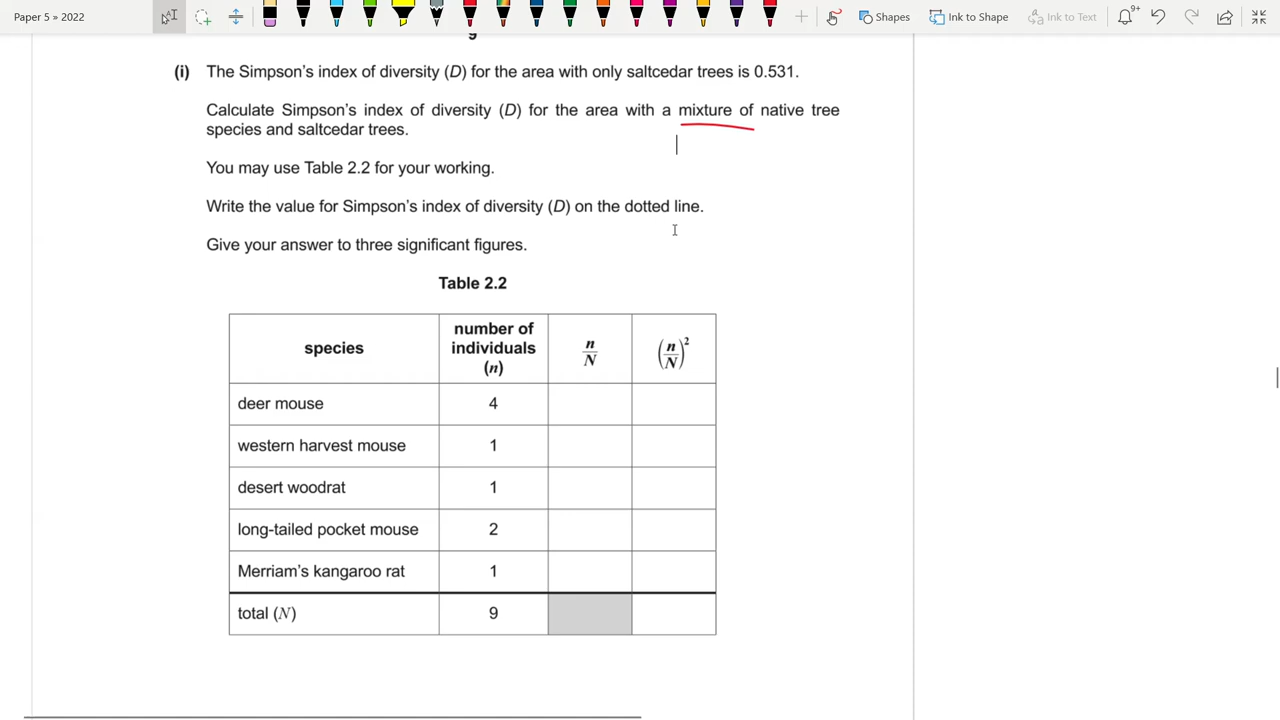 Paper 5 » 2022
9+
Shapes
Ink to Shape
Ink to Text
(i) The Simpson's index of diversity (D) for the area with only saltcedar trees is 0.531.
Calculate Simpson's index of diversity (D) for the area with a mixture of native tree
species and saltcedar trees.
You may use Table 2.2 for your working.
Write the value for Simpson's index of diversity (D) on the dotted line.
Give your answer to three significant figures.
Table 2.2
species number of individuals (n) n/N (n/N)²
deer mouse 4
western harvest mouse 1
desert woodrat 1
long-tailed pocket mouse 2
Merriam's kangaroo rat 1
total (N) 9